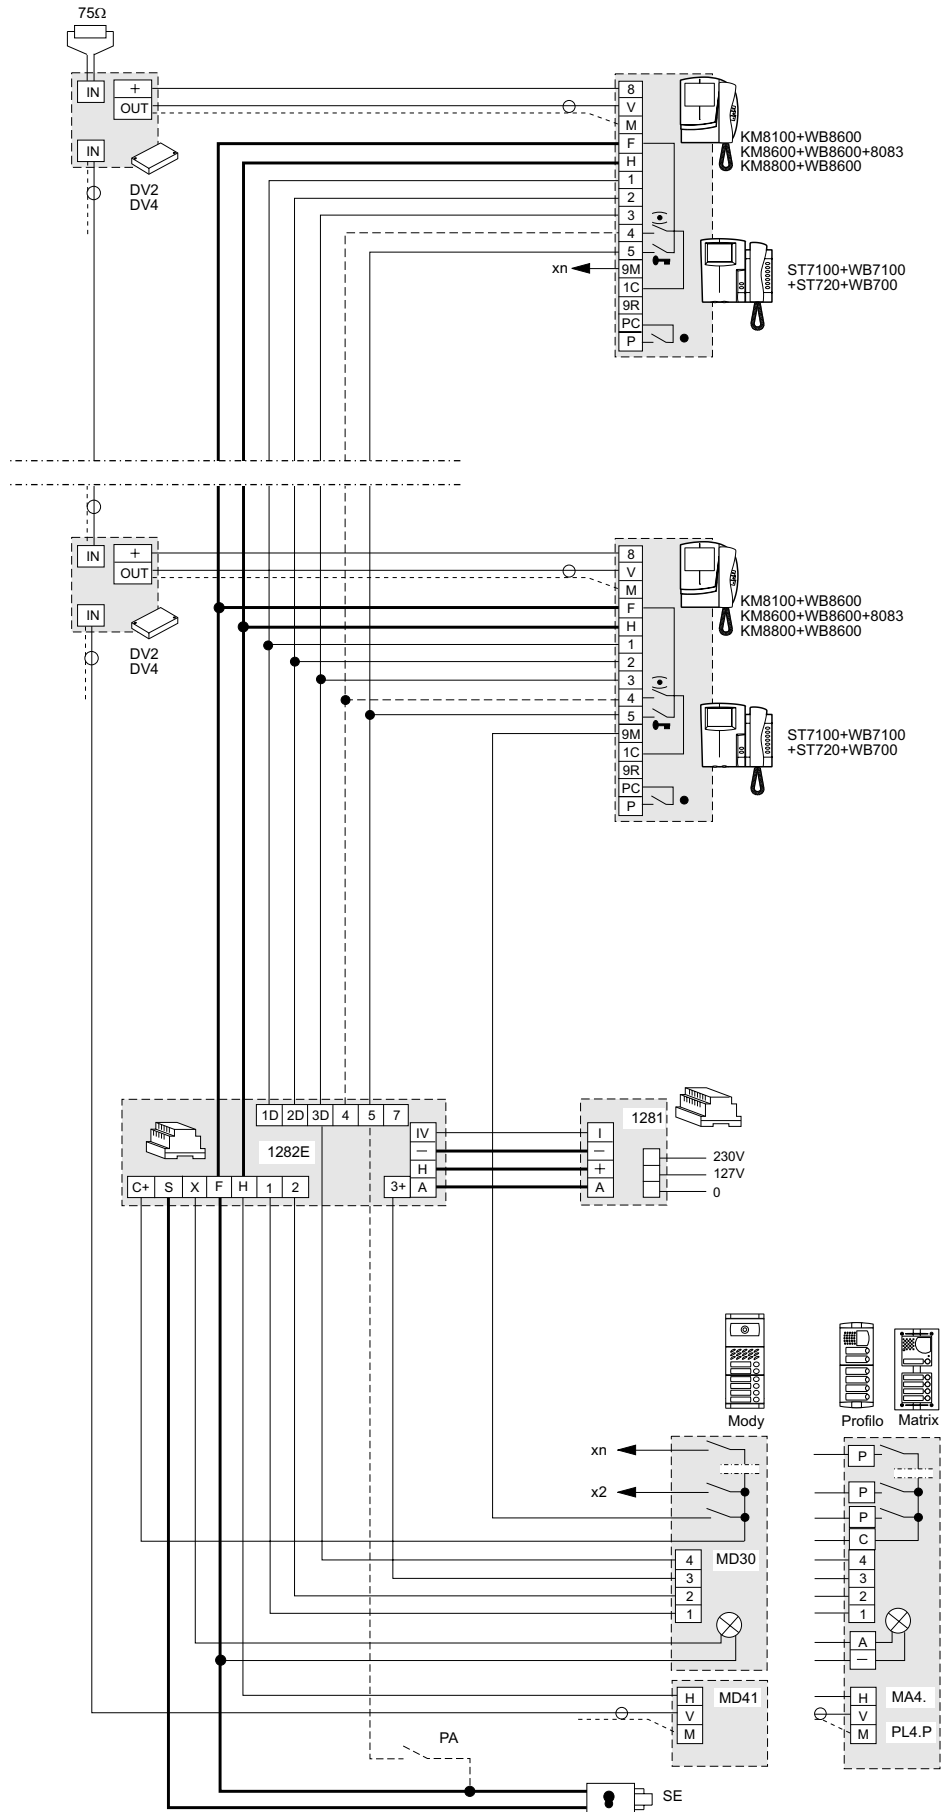 75Ω
IN
+
OUT
IN
DV2
DV4
8
V
M
F
H
1
2
3
4
5
9M
1C
9R
PC
P
xn
KM8100+WB8600
KM8600+WB8600+8083
KM8800+WB8600
ST7100+WB7100
+ST720+WB700
IN
+
OUT
IN
DV2
DV4
8
V
M
F
H
1
2
3
4
5
9M
1C
9R
PC
P
KM8100+WB8600
KM8600+WB8600+8083
KM8800+WB8600
ST7100+WB7100
+ST720+WB700
1D 2D 3D 4 5 7
1282E
IV
–
H
3+ A
C+ S X F H 1 2
1281
I
–
+
A
230V
127V
0
Mody
Profilo Matrix
xn
x2
MD30
4
3
2
1
P
P
P
C
4
3
2
1
A
–
MD41
H
V
M
H
V
M
MA4.
PL4.P
PA
SE